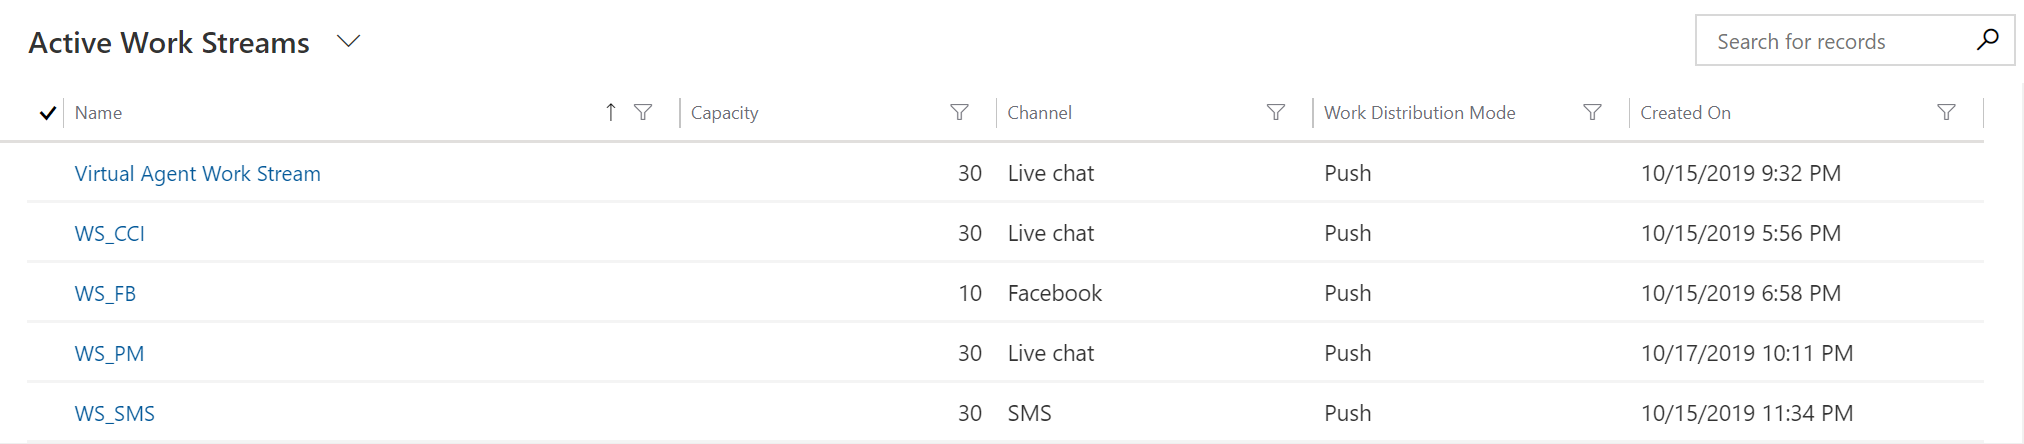 Active Work Streams
Search for records
Name Capacity Channel Work Distribution Mode Created On
Virtual Agent Work Stream 30 Live chat Push 10/15/2019 9:32 PM
WS_CCI 30 Live chat Push 10/15/2019 5:56 PM
WS_FB 10 Facebook Push 10/15/2019 6:58 PM
WS_PM 30 Live chat Push 10/17/2019 10:11 PM
WS_SMS 30 SMS Push 10/15/2019 11:34 PM